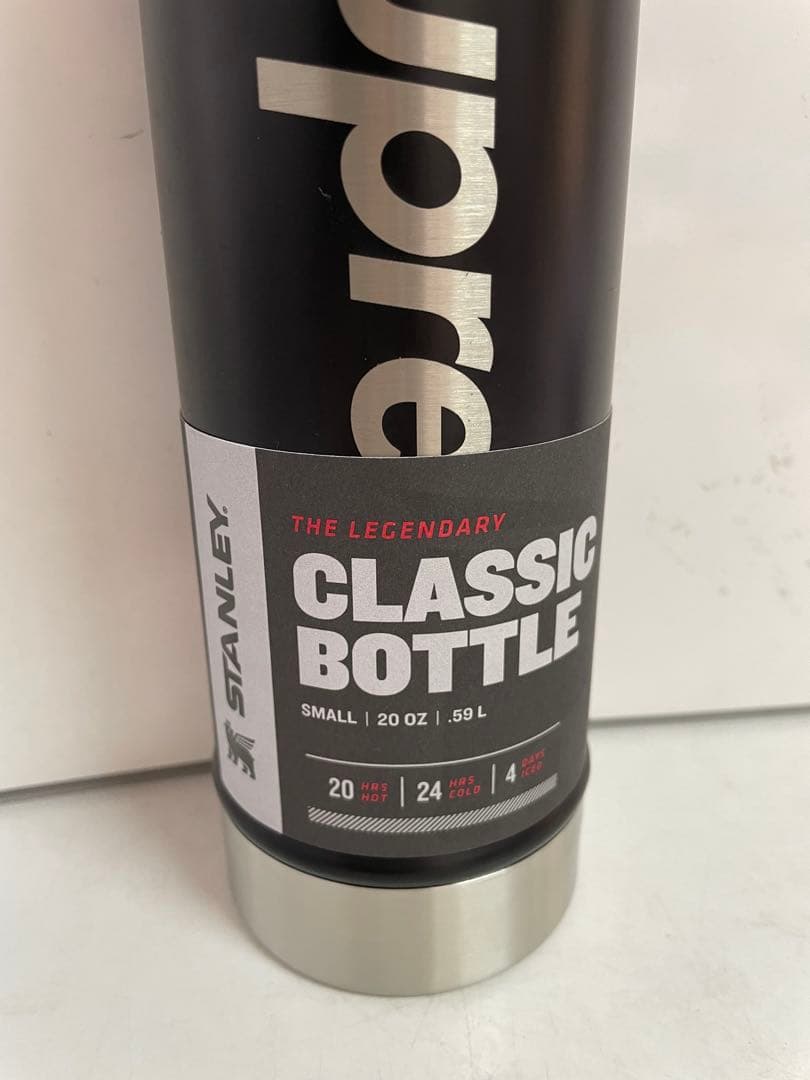 upre
STANLEY®
THE LEGENDARY
CLASSIC
BOTTLE
SMALL | 20 OZ | .59 L
20 HRS HOT | 24 HRS COLD | 4 DAYS ICED